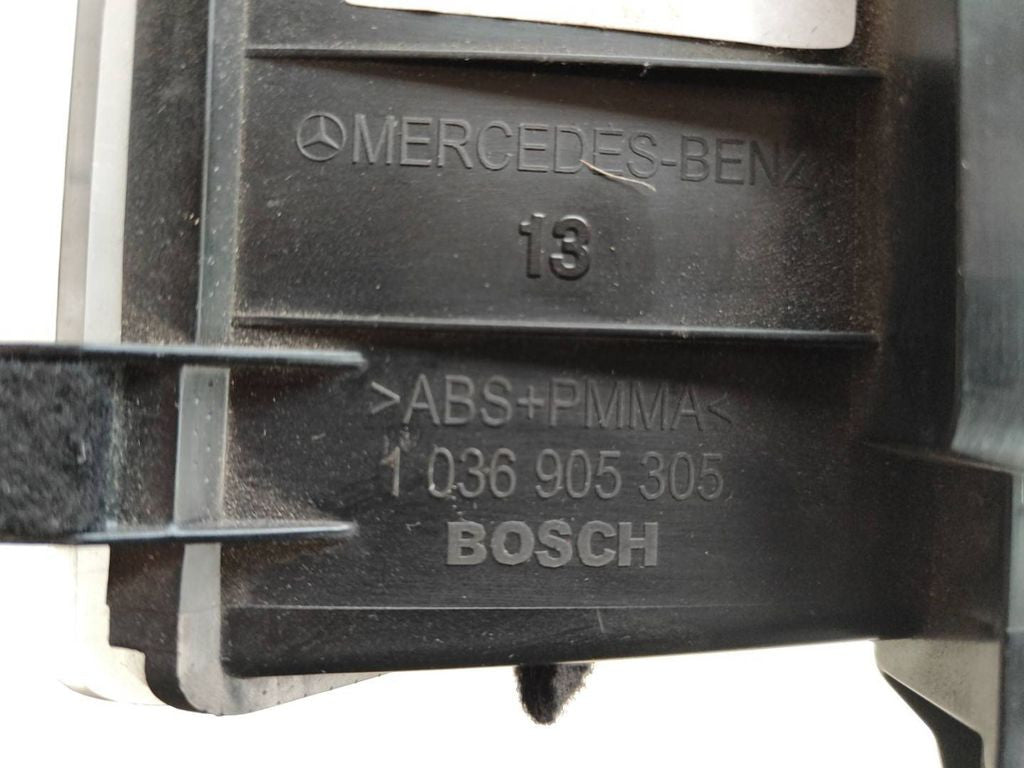 MERCEDES-BENZ
13
>ABS+PMMA<
1 036 905 305
BOSCH